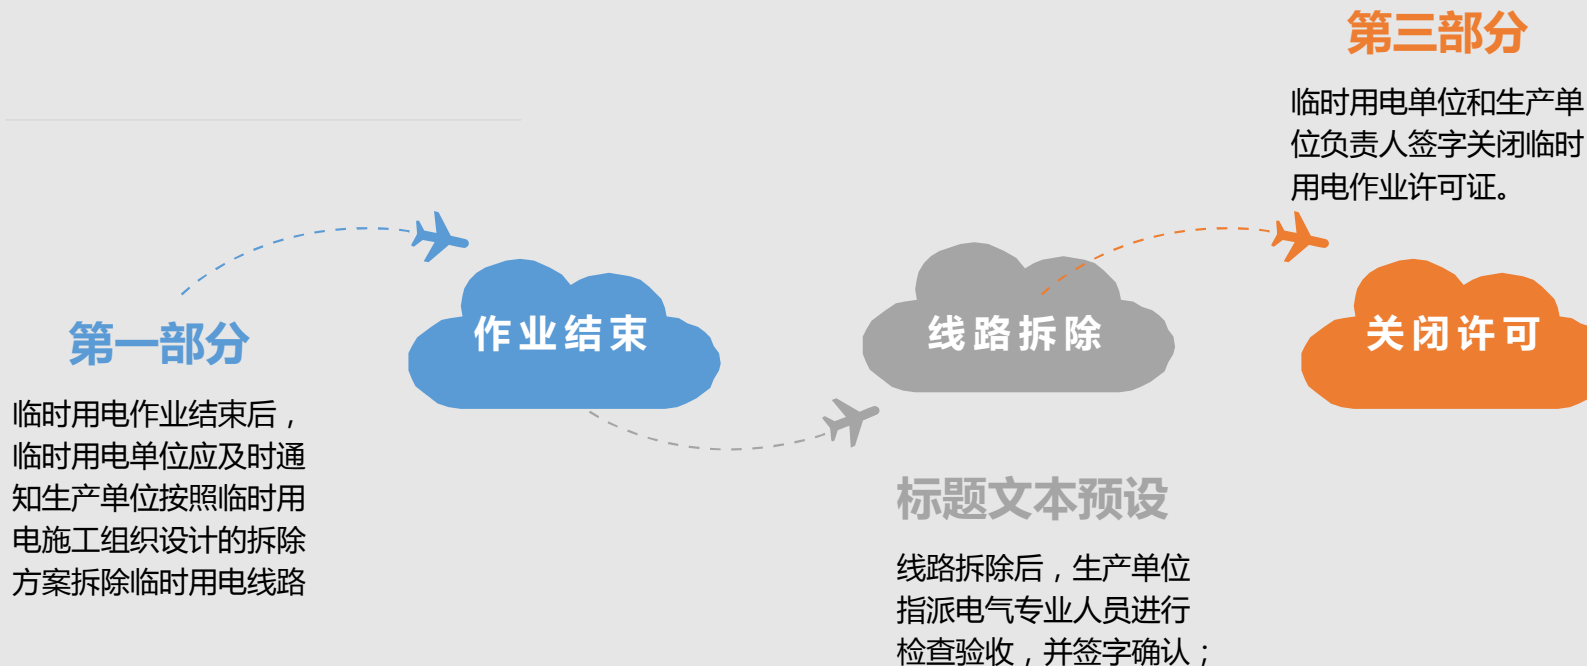 第一部分
临时用电作业结束后，
临时用电单位应及时通
知生产单位按照临时用
电施工组织设计的拆除
方案拆除临时用电线路
作业结束
线路拆除
标题文本预设
线路拆除后，生产单位
指派电气专业人员进行
检查验收，并签字确认；
第三部分
临时用电单位和生产单
位负责人签字关闭临时
用电作业许可证。
关闭许可